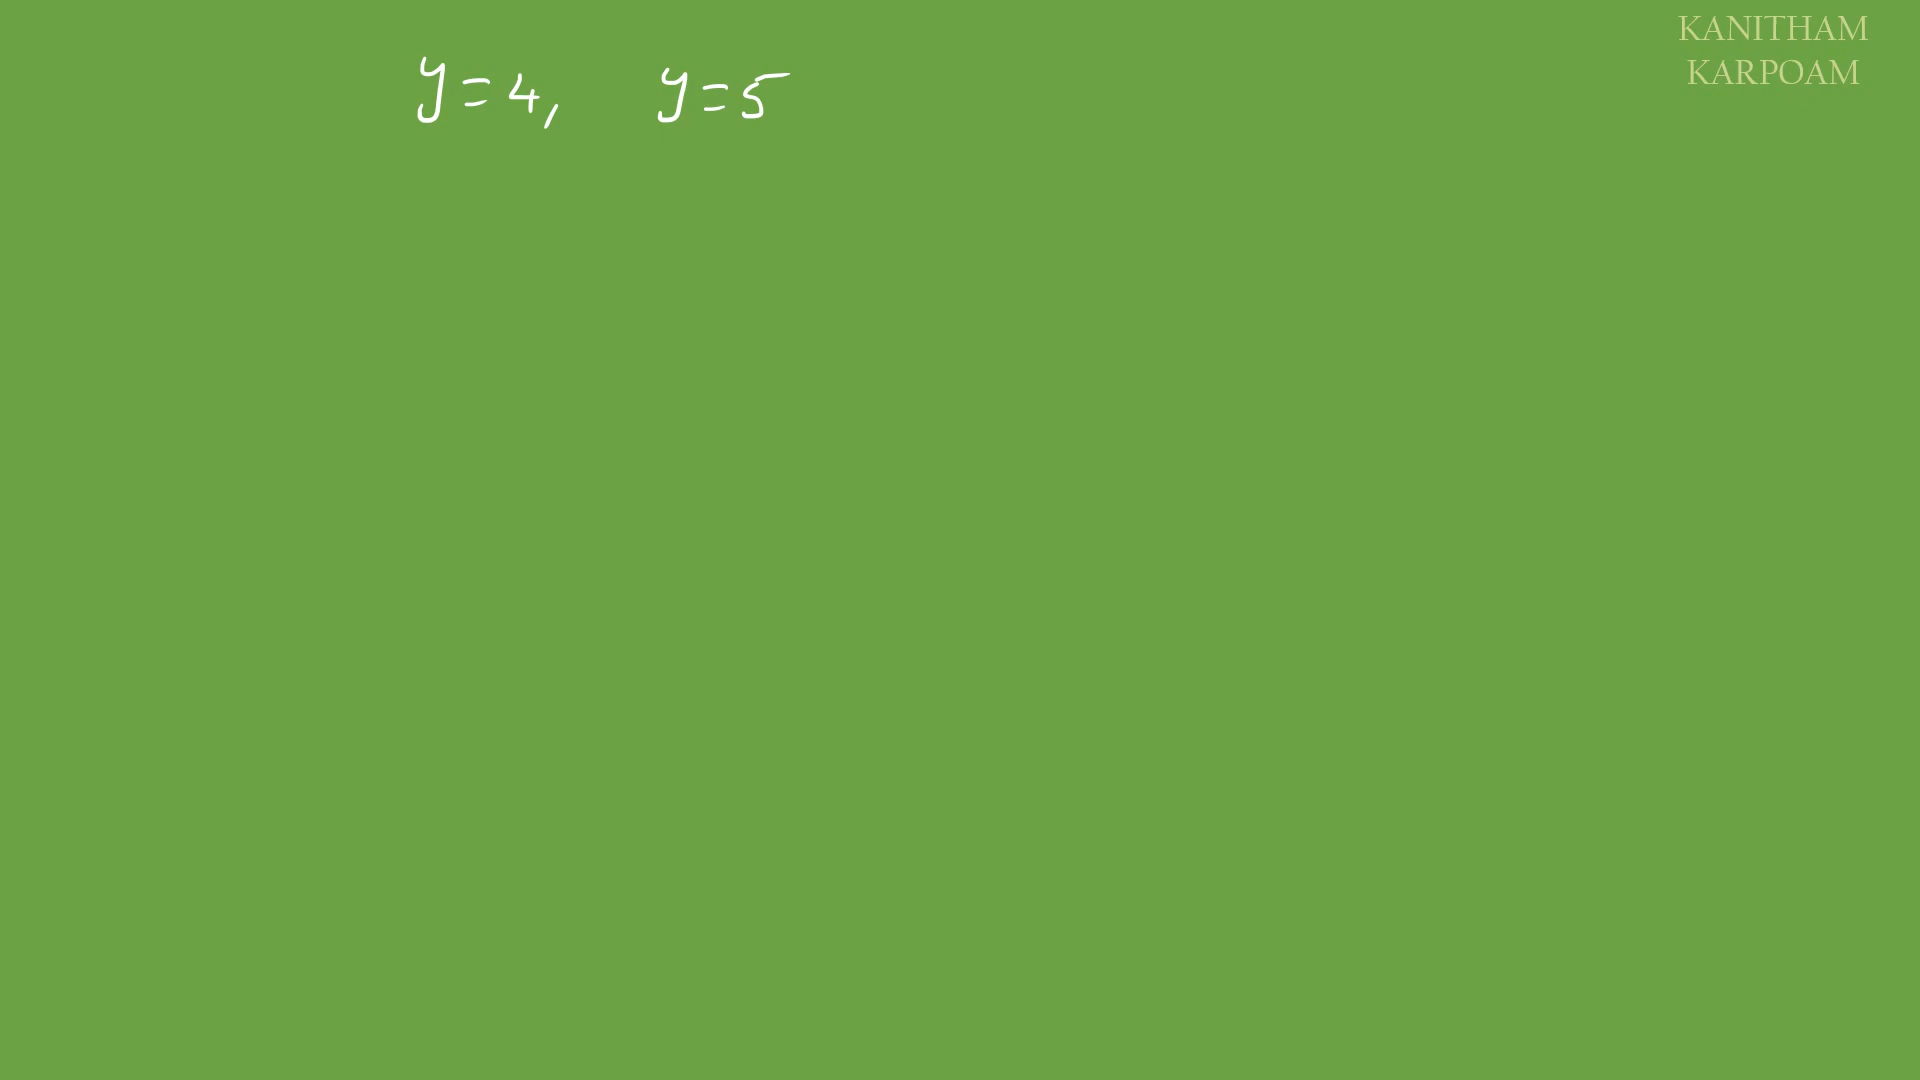 KANITHAM
KARPOAM
y = 4, y = 5